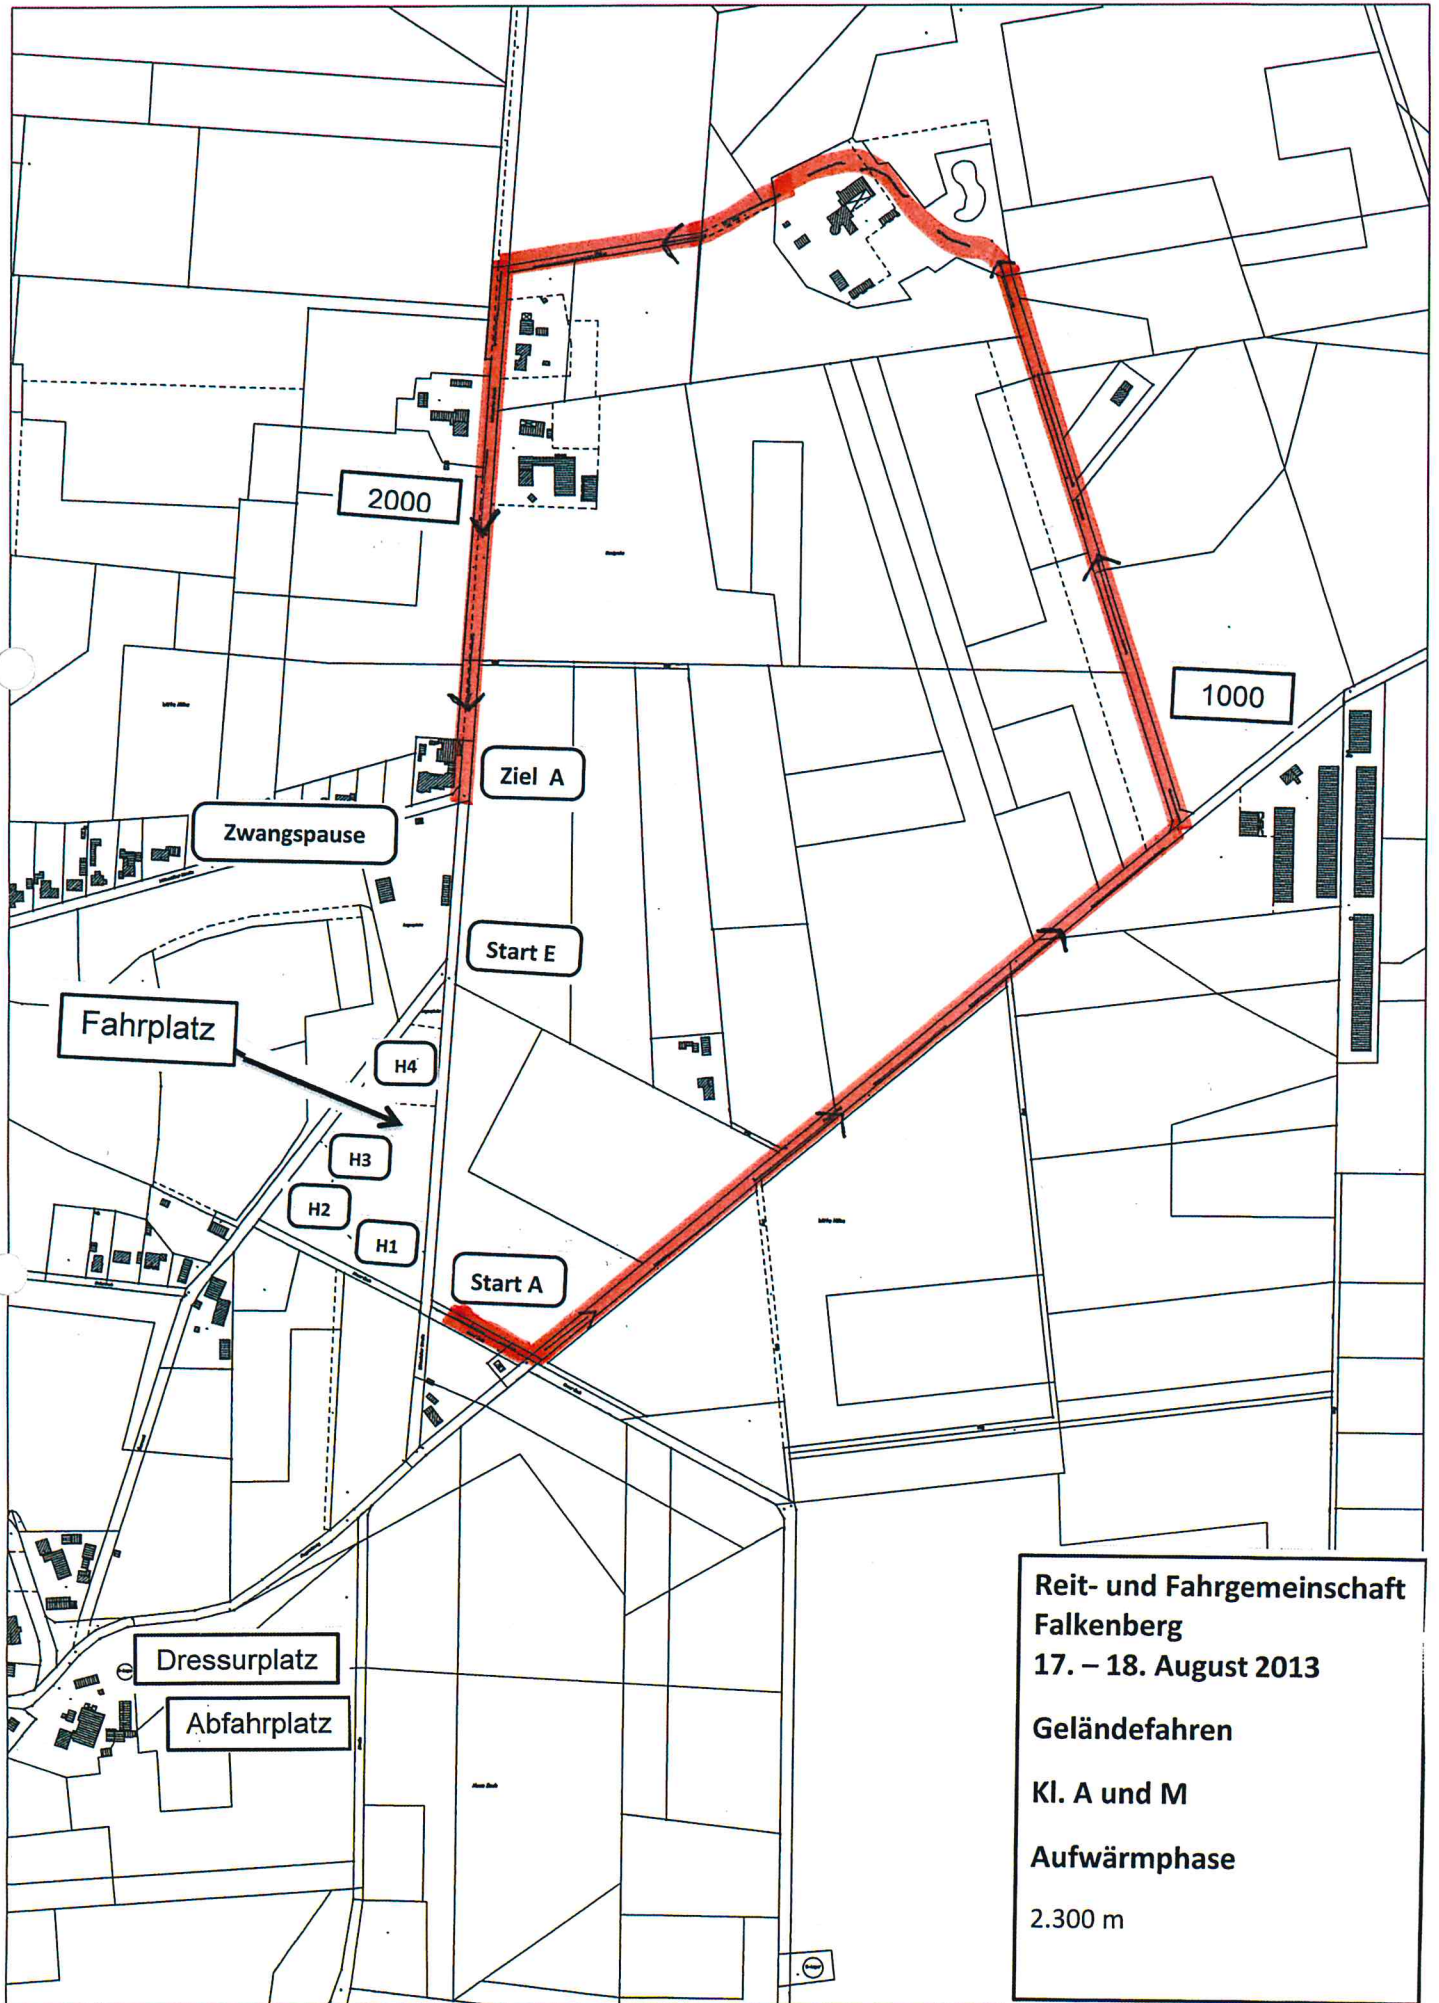 2000
1000
Ziel A
Zwangspause
Start E
Fahrplatz
H4
H3
H2
H1
Start A
Dressurplatz
Abfahrplatz
Reit- und Fahrgemeinschaft
Falkenberg
17. – 18. August 2013
Geländefahren
Kl. A und M
Aufwärmphase
2.300 m